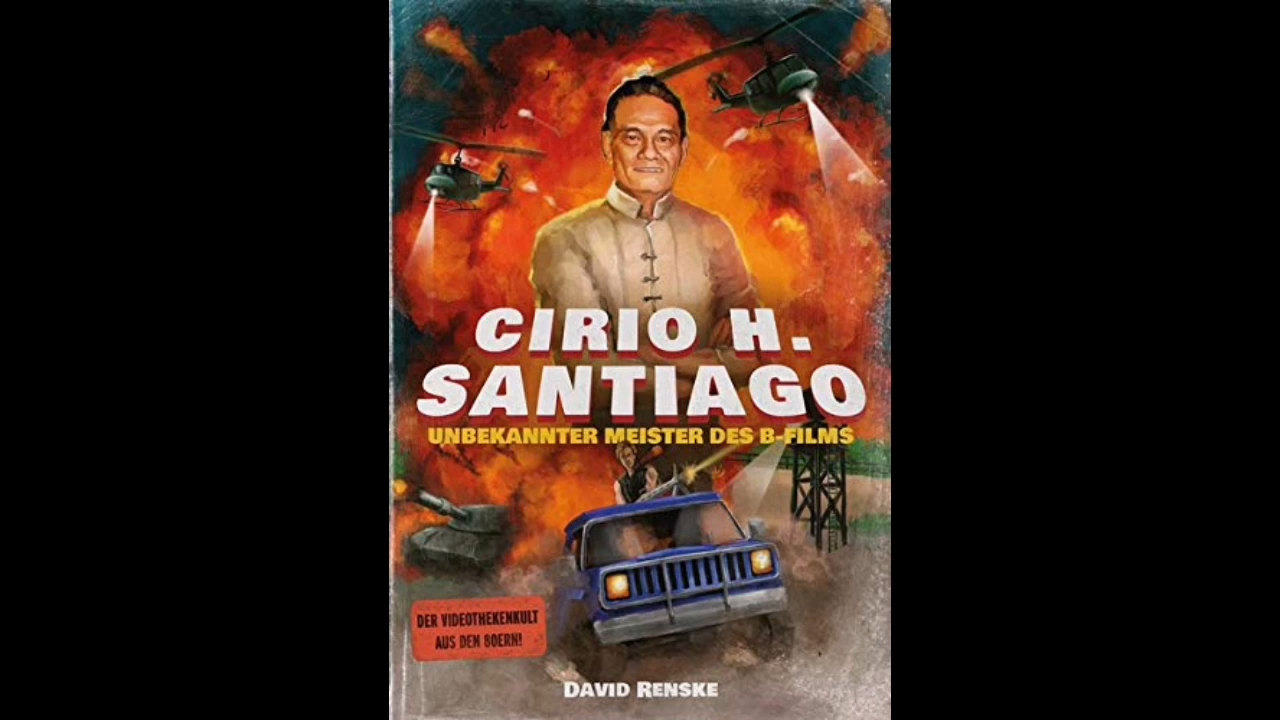 CIRIO H.
SANTIAGO
UNBEKANNTER MEISTER DES B-FILMS
DER VIDEOTHEKENKULT
AUS DEN 80ERN!
DAVID RENSKE